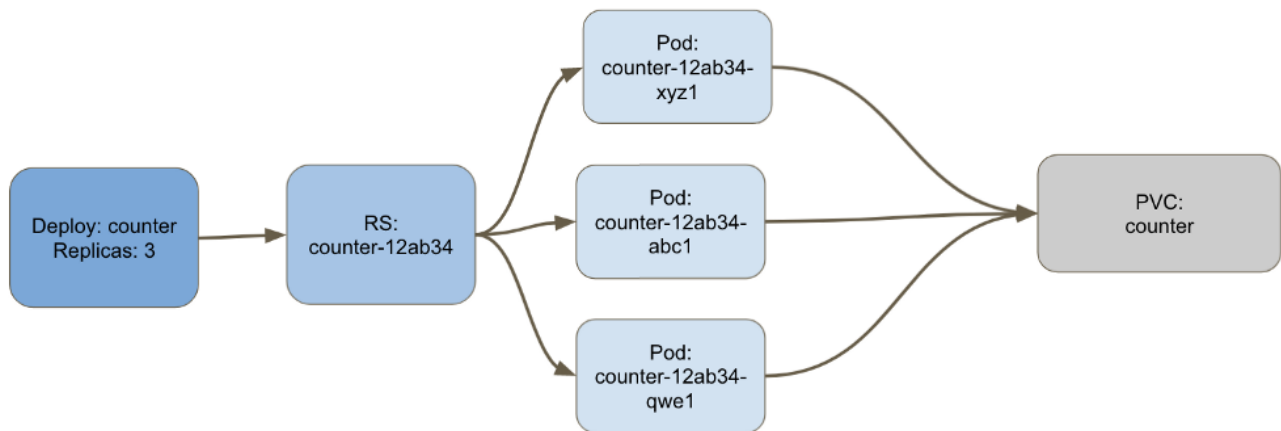 Deploy: counter
Replicas: 3
RS:
counter-12ab34
Pod:
counter-12ab34-
xyz1
Pod:
counter-12ab34-
abc1
Pod:
counter-12ab34-
qwe1
PVC:
counter